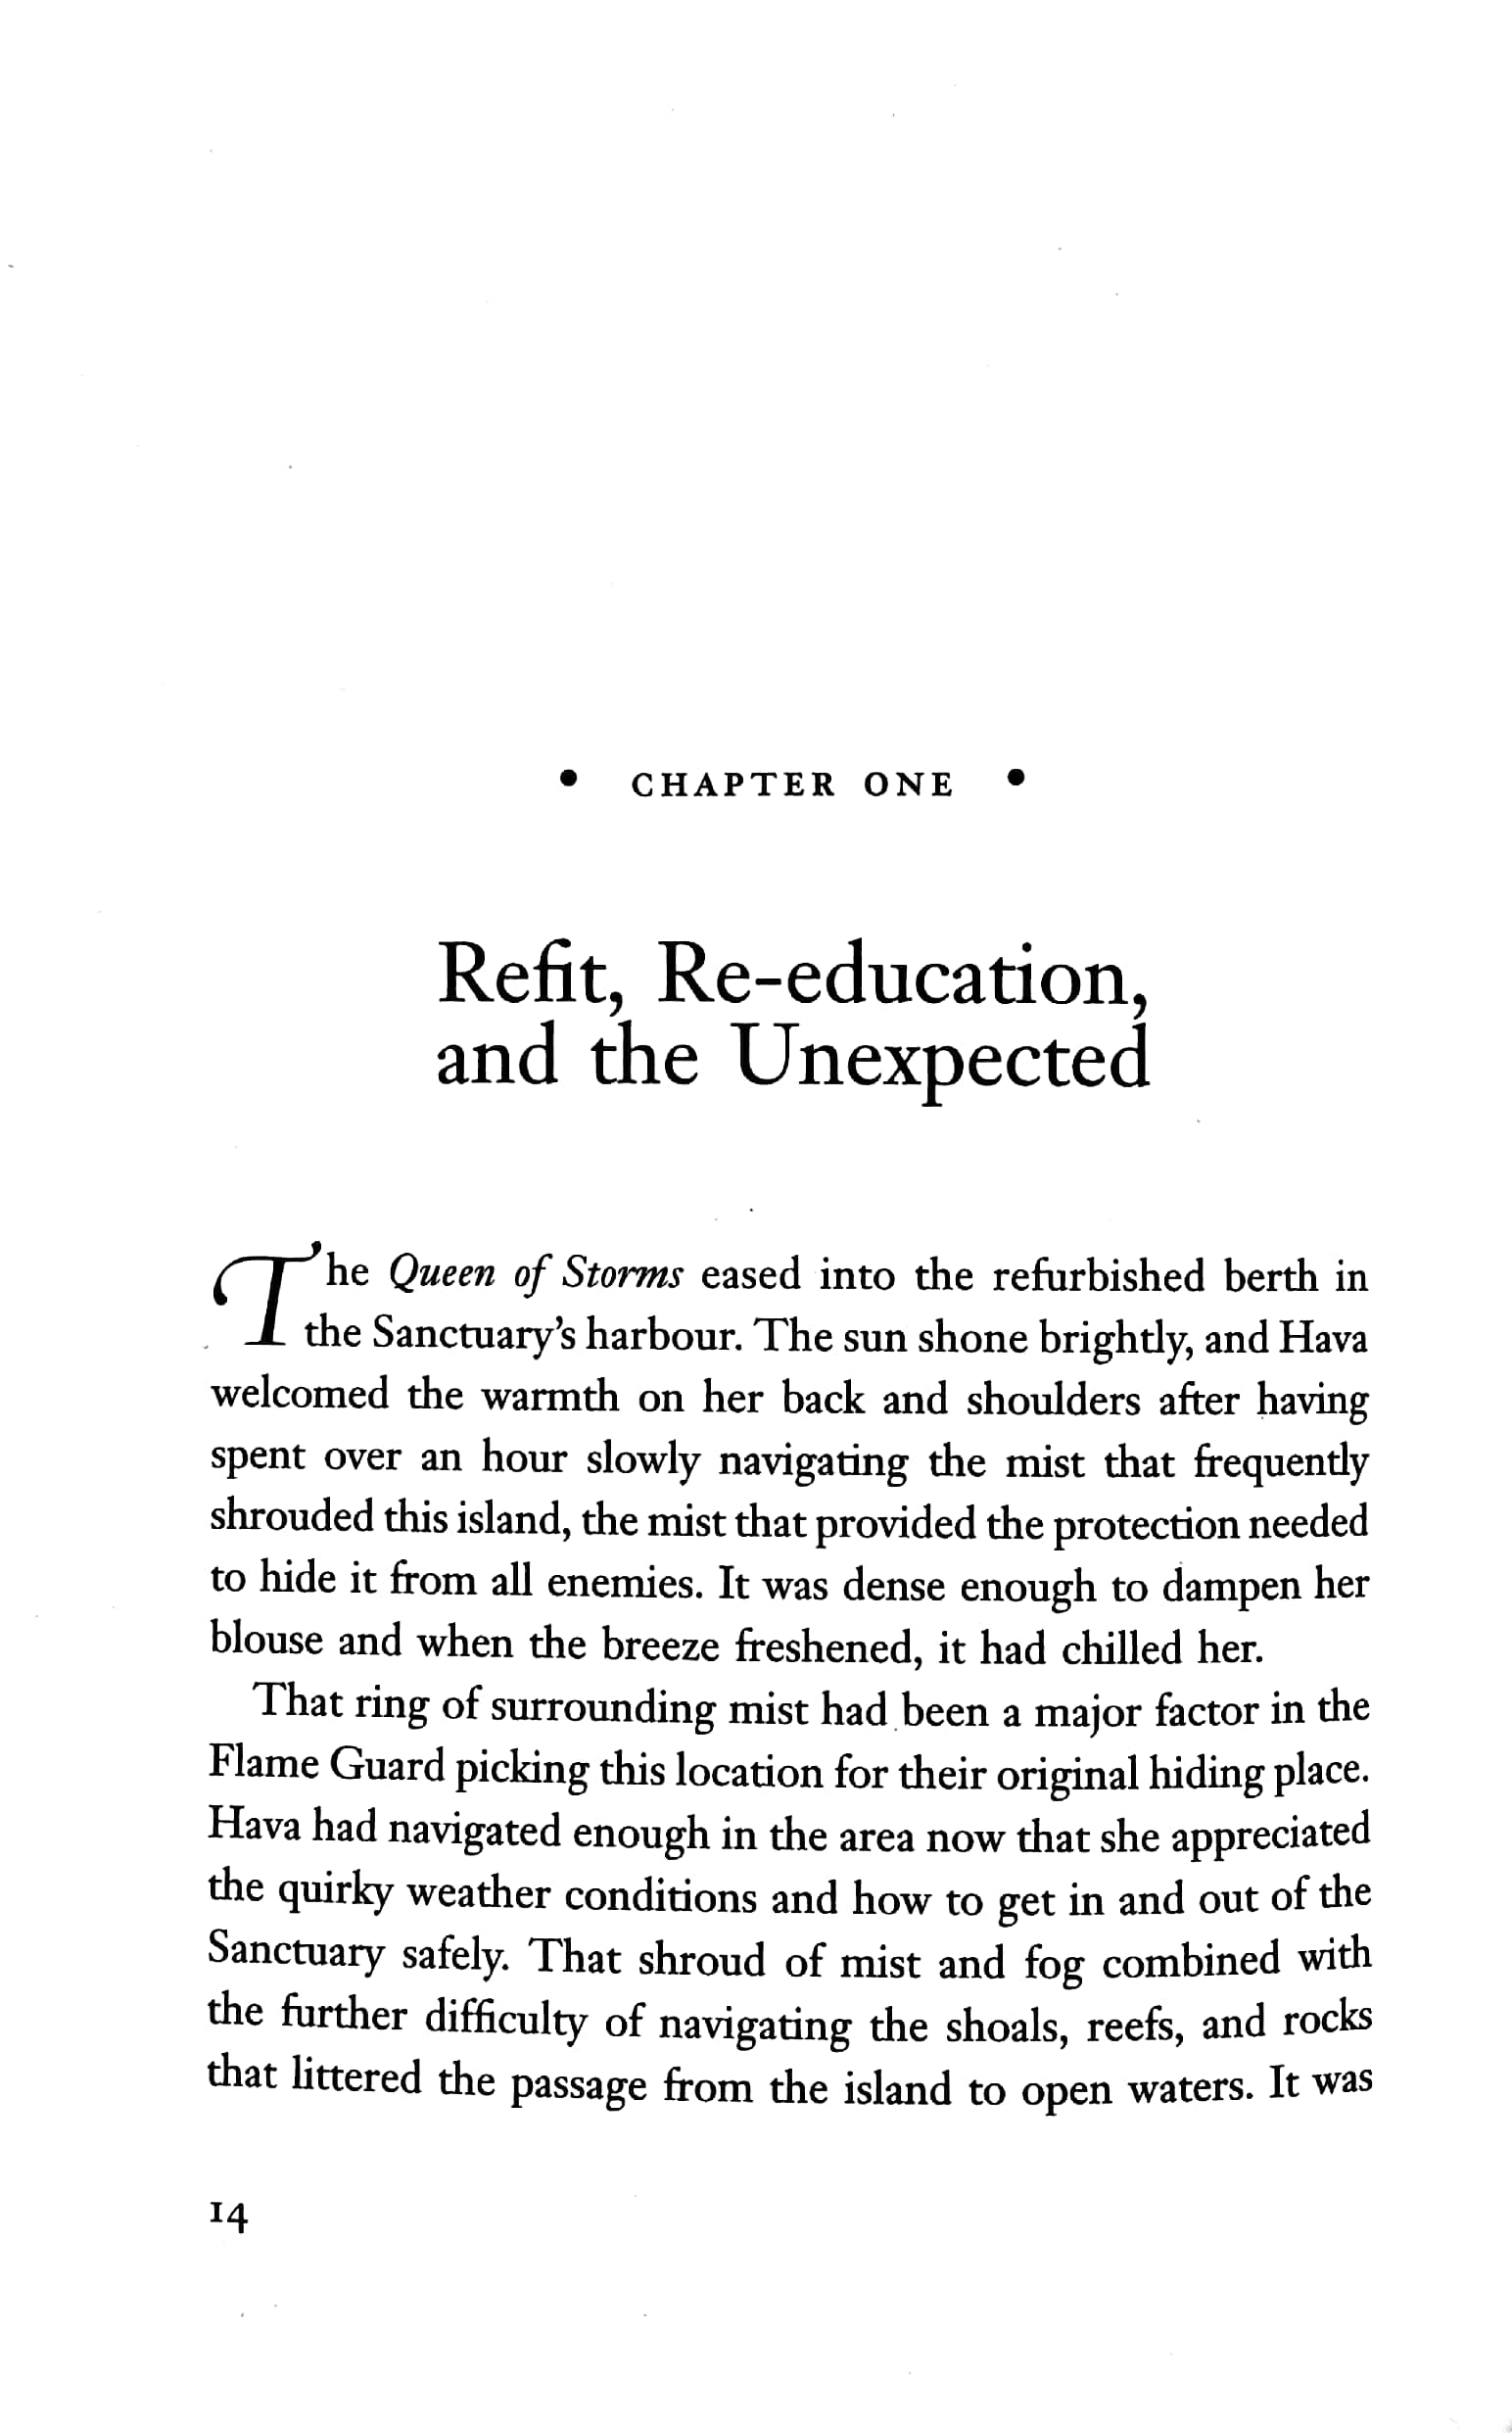 • CHAPTER ONE •
Refit, Re-education,
and the Unexpected
The Queen of Storms eased into the refurbished berth in
the Sanctuary’s harbour. The sun shone brightly, and Hava
welcomed the warmth on her back and shoulders after having
spent over an hour slowly navigating the mist that frequently
shrouded this island, the mist that provided the protection needed
to hide it from all enemies. It was dense enough to dampen her
blouse and when the breeze freshened, it had chilled her.
That ring of surrounding mist had been a major factor in the
Flame Guard picking this location for their original hiding place.
Hava had navigated enough in the area now that she appreciated
the quirky weather conditions and how to get in and out of the
Sanctuary safely. That shroud of mist and fog combined with
the further difficulty of navigating the shoals, reefs, and rocks
that littered the passage from the island to open waters. It was
14